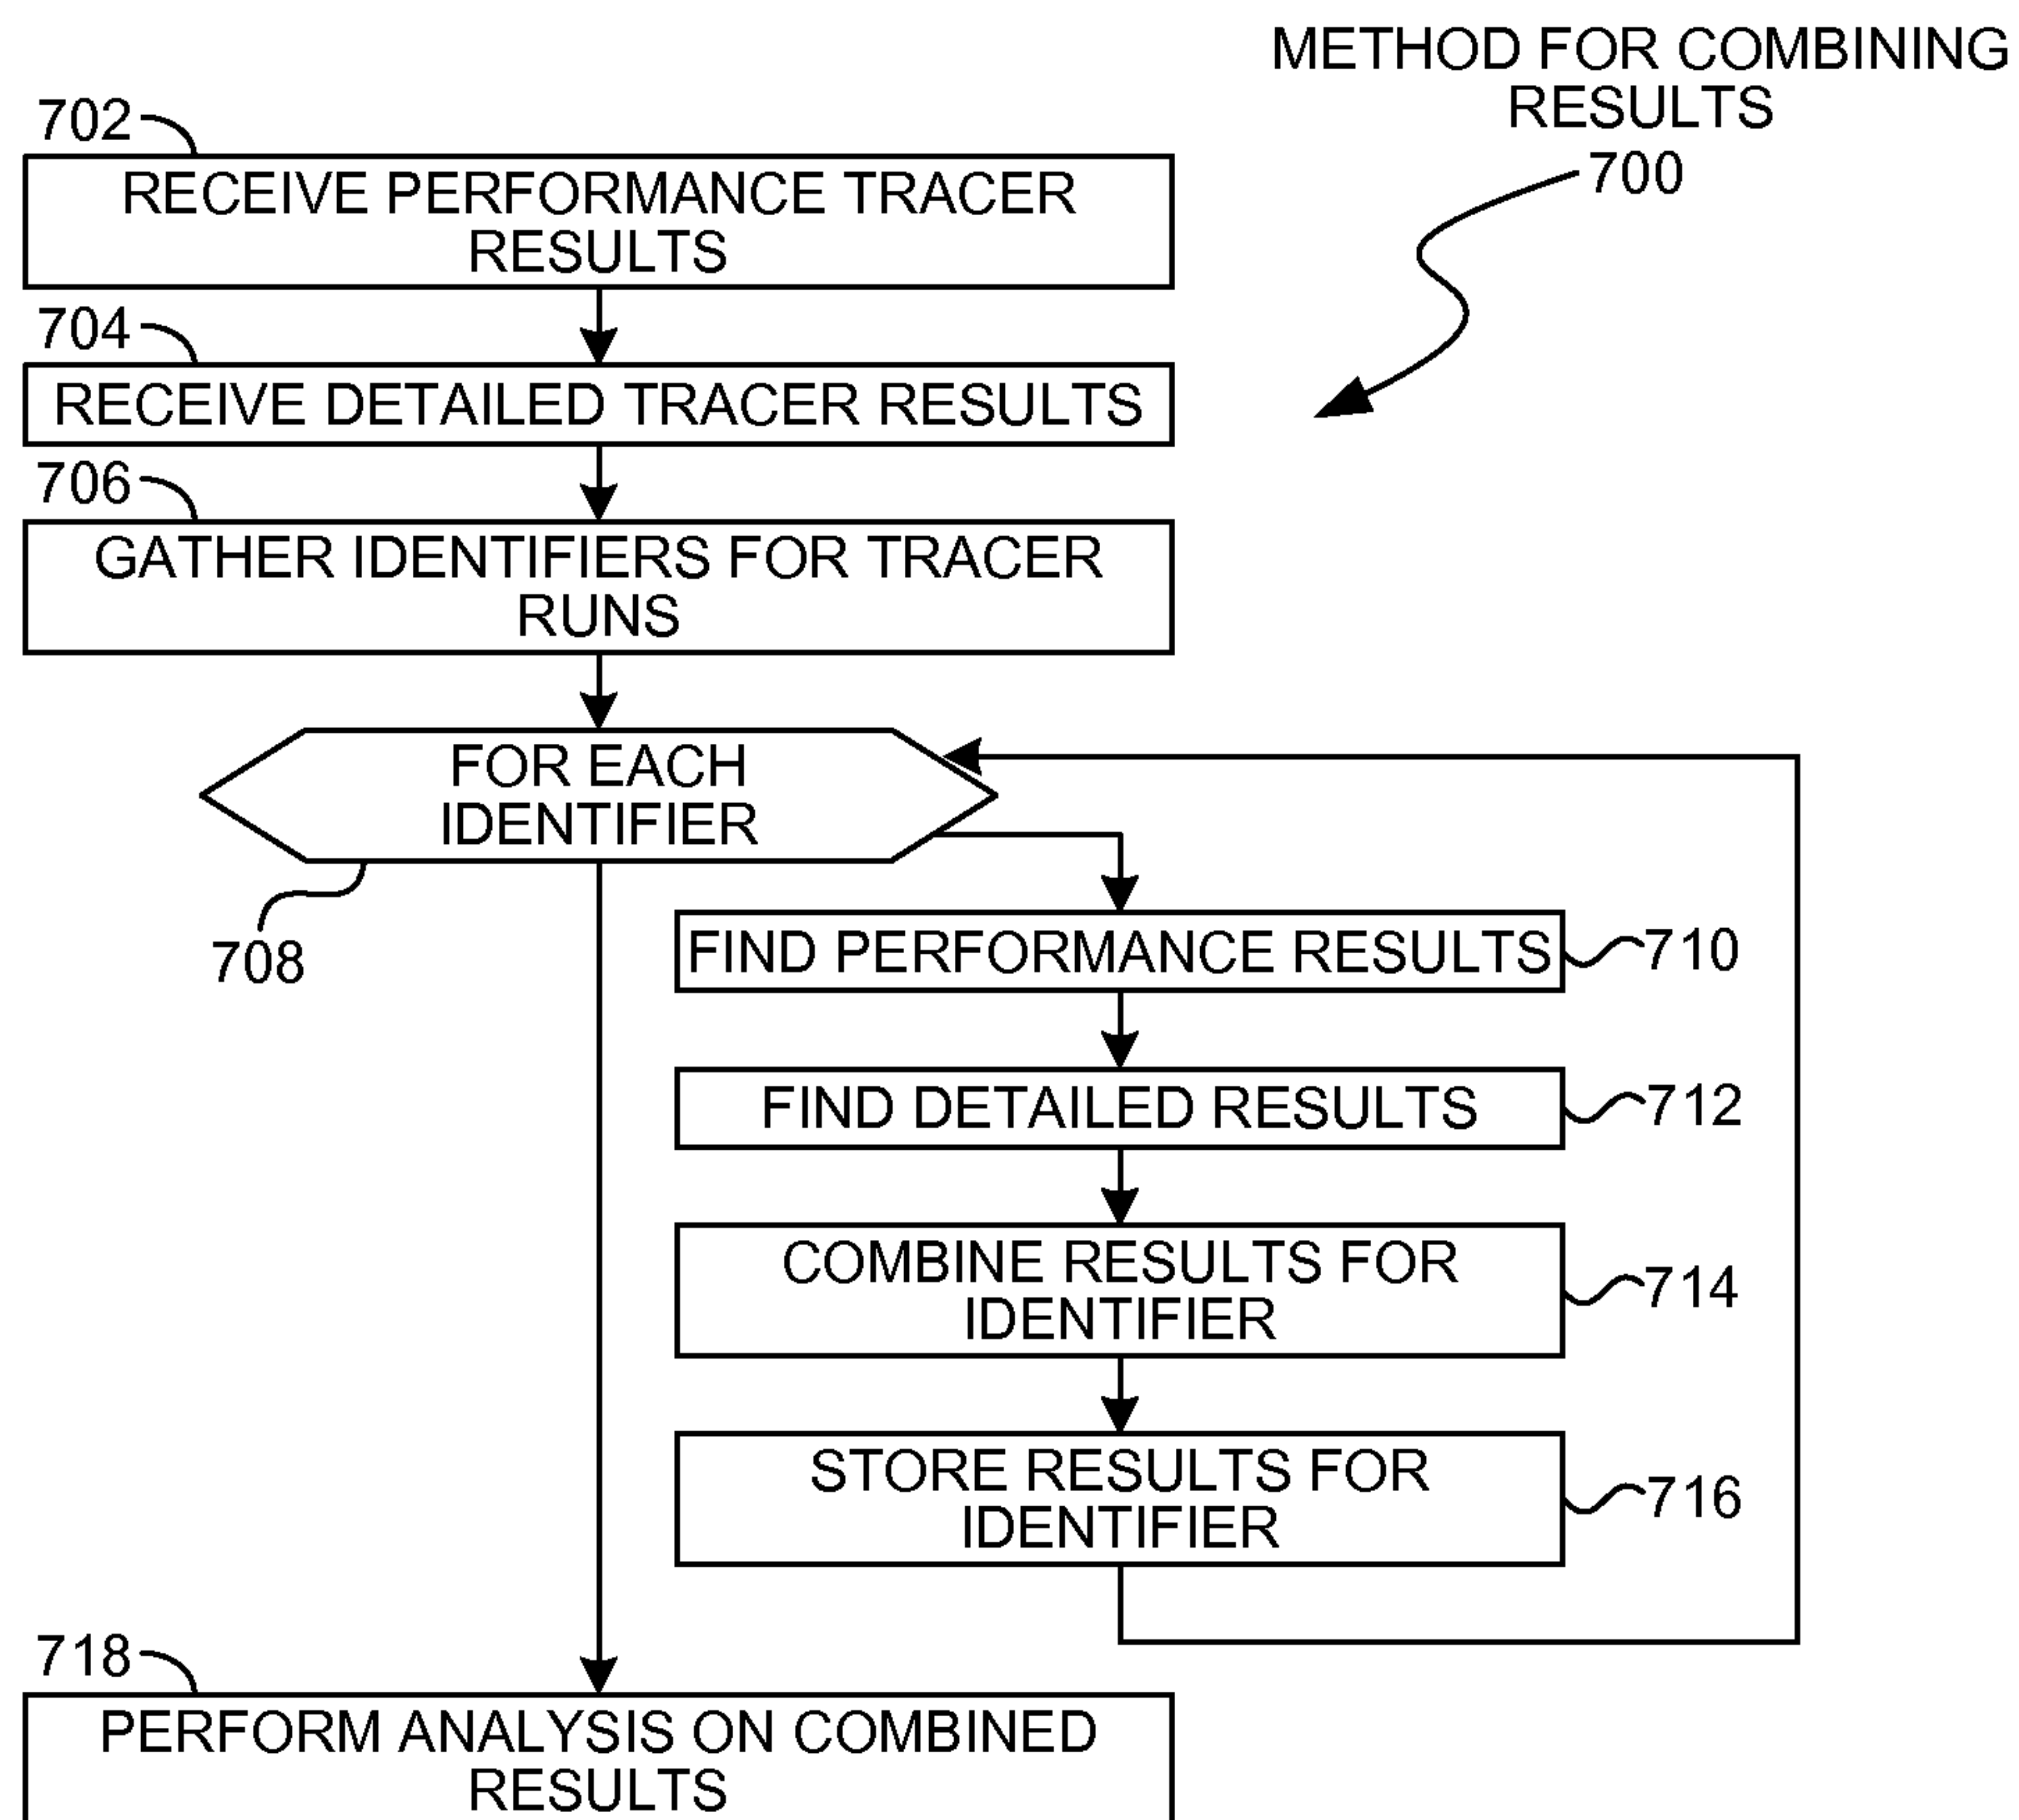 METHOD FOR COMBINING
RESULTS
700
702
RECEIVE PERFORMANCE TRACER
RESULTS
704
RECEIVE DETAILED TRACER RESULTS
706
GATHER IDENTIFIERS FOR TRACER
RUNS
FOR EACH
IDENTIFIER
708
FIND PERFORMANCE RESULTS
710
FIND DETAILED RESULTS
712
COMBINE RESULTS FOR
IDENTIFIER
714
STORE RESULTS FOR
IDENTIFIER
716
718
PERFORM ANALYSIS ON COMBINED
RESULTS